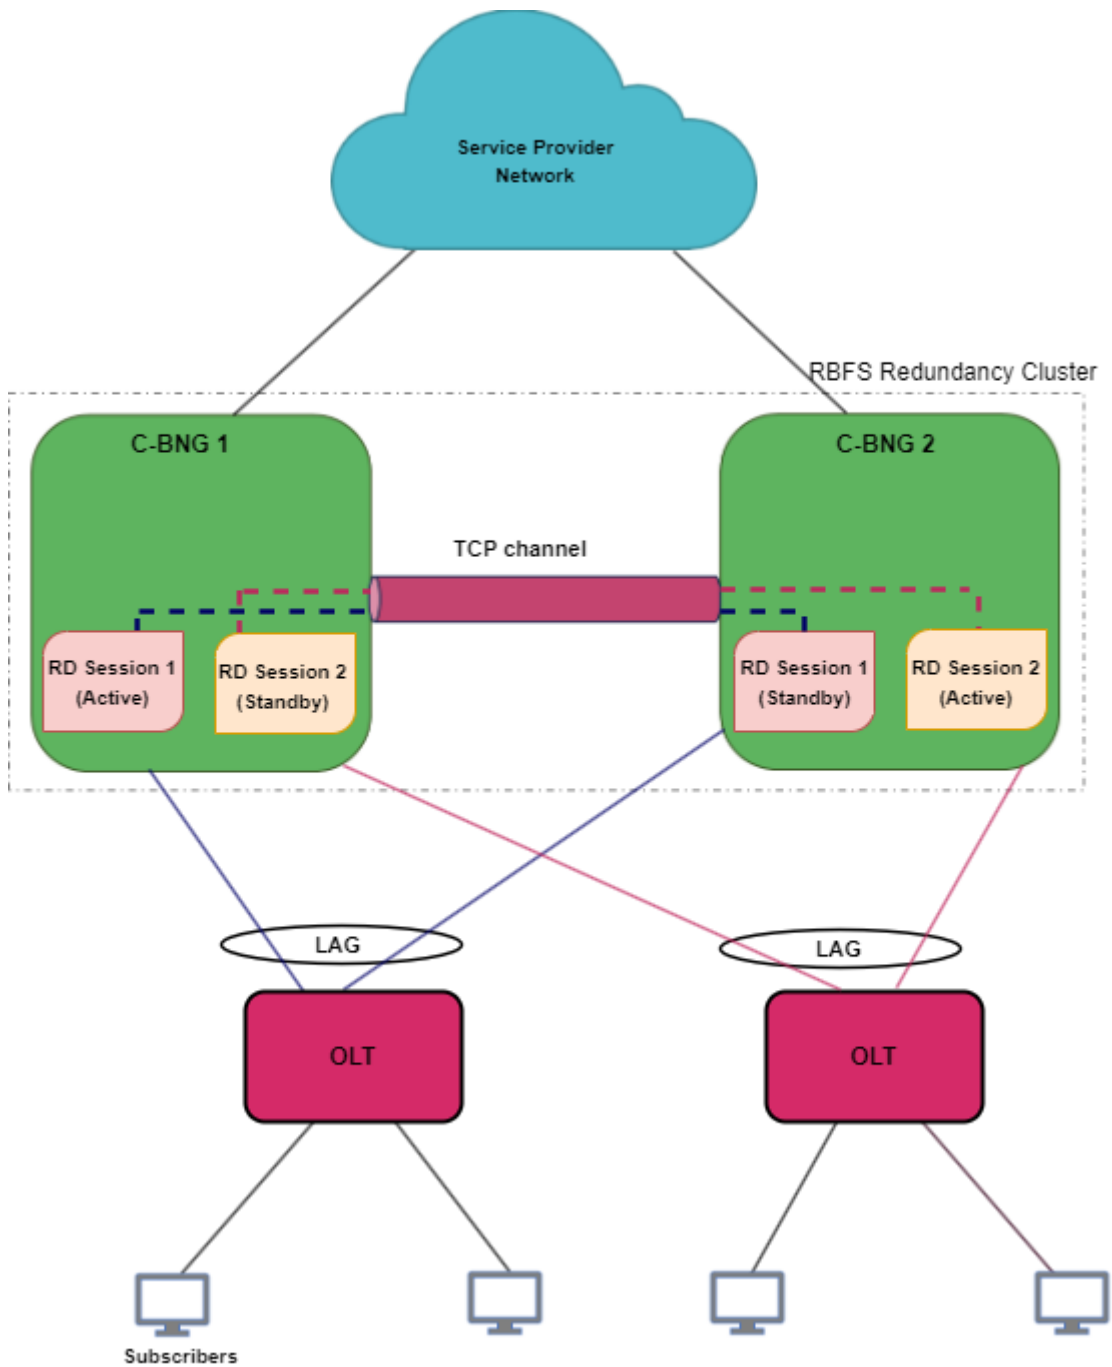 Service Provider
Network
RBFS Redundancy Cluster
C-BNG 1
C-BNG 2
TCP channel
RD Session 1
(Active)
RD Session 2
(Standby)
RD Session 1
(Standby)
RD Session 2
(Active)
LAG
LAG
OLT
OLT
Subscribers